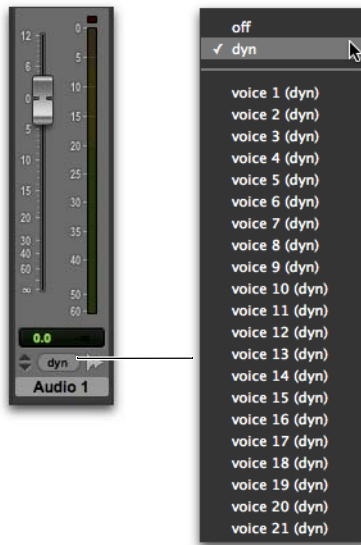 12
6
0
5
10
15
20
30
40
60
∞
0
5
10
15
20
25
30
35
40
50
60
0.0
dyn
Audio 1
off
✓ dyn
voice 1 (dyn)
voice 2 (dyn)
voice 3 (dyn)
voice 4 (dyn)
voice 5 (dyn)
voice 6 (dyn)
voice 7 (dyn)
voice 8 (dyn)
voice 9 (dyn)
voice 10 (dyn)
voice 11 (dyn)
voice 12 (dyn)
voice 13 (dyn)
voice 14 (dyn)
voice 15 (dyn)
voice 16 (dyn)
voice 17 (dyn)
voice 18 (dyn)
voice 19 (dyn)
voice 20 (dyn)
voice 21 (dyn)